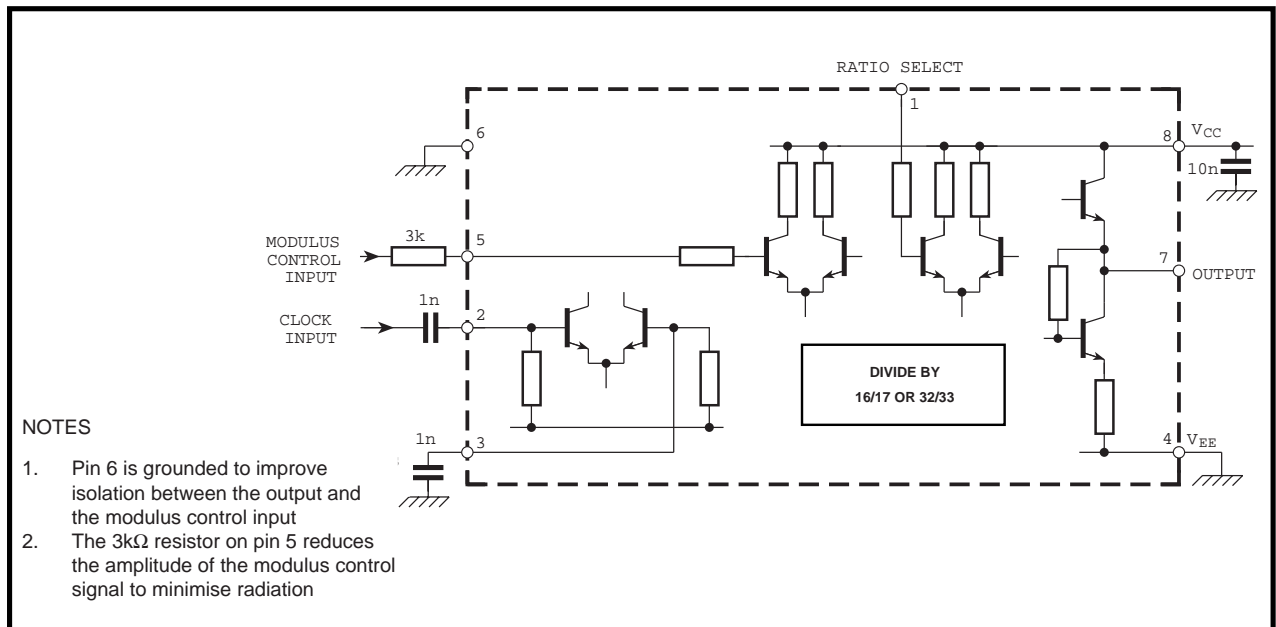 RATIO SELECT
1
6
8
VCC
10n
MODULUS
CONTROL
INPUT
3k
5
7
OUTPUT
1n
CLOCK
INPUT
2
DIVIDE BY
16/17 OR 32/33
1n
3
4
VEE
NOTES
1. Pin 6 is grounded to improve
isolation between the output and
the modulus control input
2. The 3kΩ resistor on pin 5 reduces
the amplitude of the modulus control
signal to minimise radiation